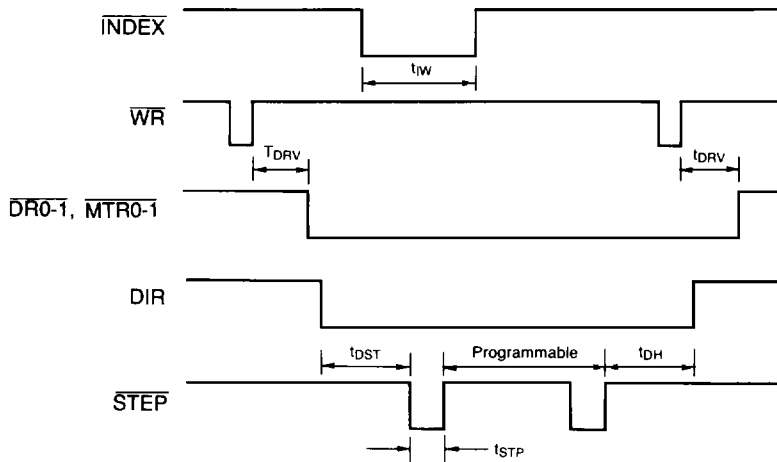 INDEX
tIW
WR
TDRV
tDRV
DR0-1, MTR0-1
DIR
tDST
Programmable
tDH
STEP
tSTP